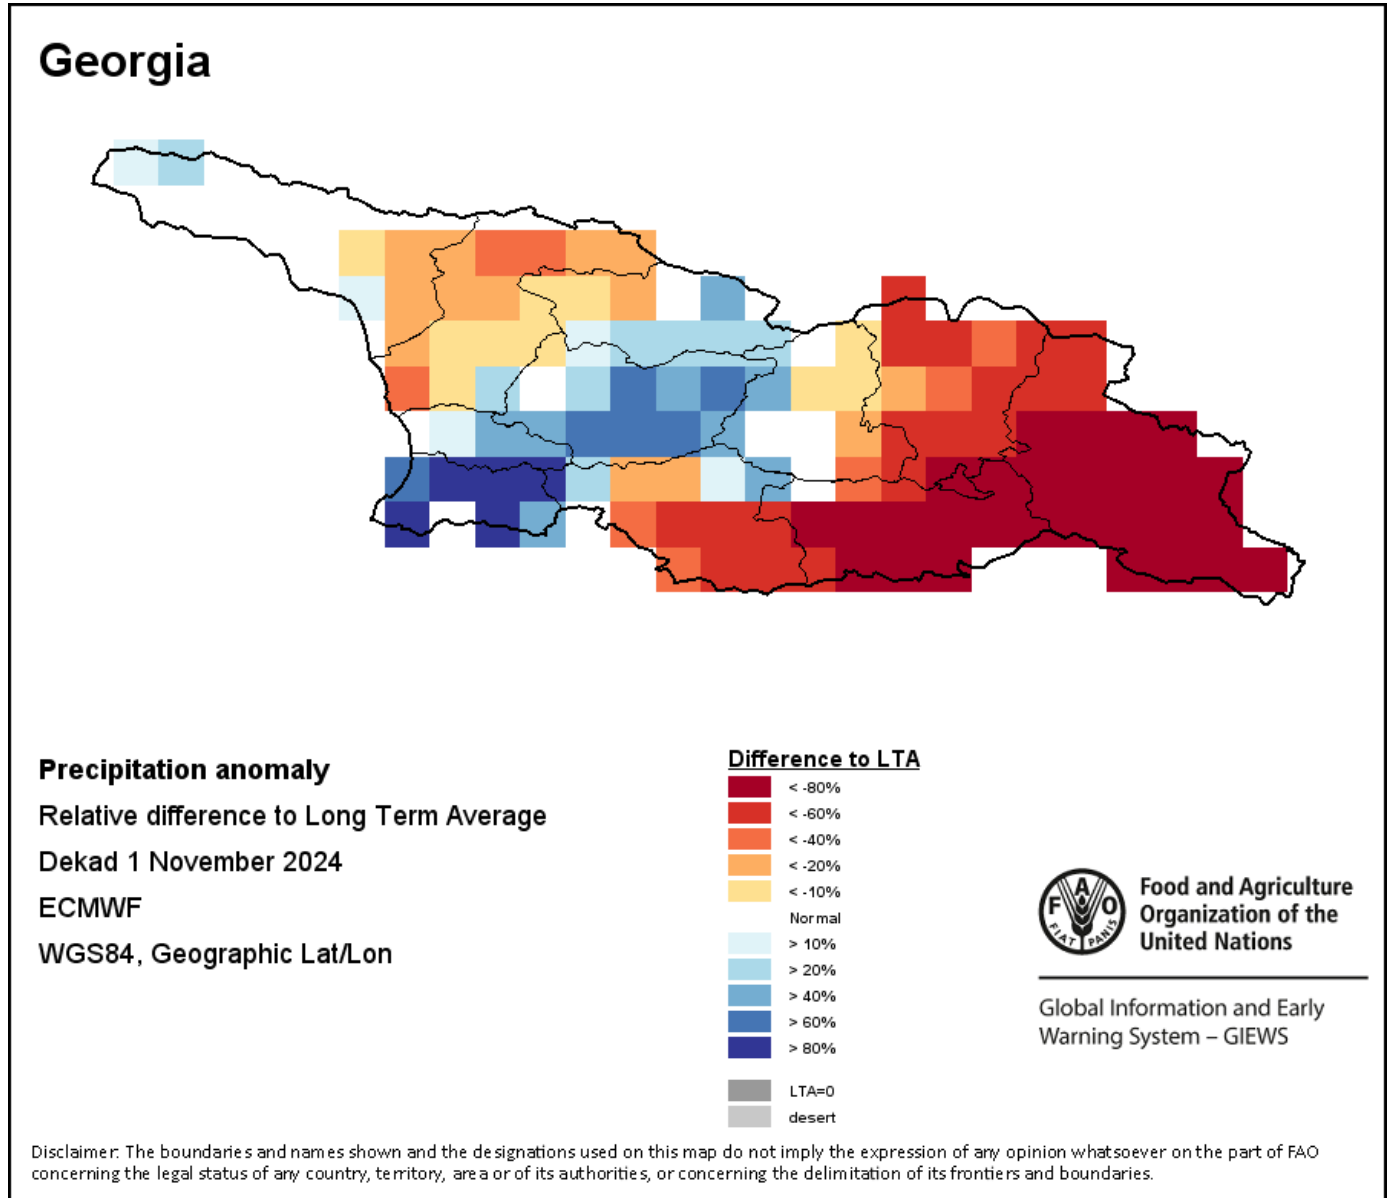 Georgia
Precipitation anomaly
Relative difference to Long Term Average
Dekad 1 November 2024
ECMWF
WGS84, Geographic Lat/Lon
Difference to LTA
< -80%
< -60%
< -40%
< -20%
< -10%
Normal
> 10%
> 20%
> 40%
> 60%
> 80%
LTA=0
desert
F A O
FIAT PANIS
Food and Agriculture
Organization of the
United Nations
Global Information and Early
Warning System – GIEWS
Disclaimer: The boundaries and names shown and the designations used on this map do not imply the expression of any opinion whatsoever on the part of FAO
concerning the legal status of any country, territory, area or of its authorities, or concerning the delimitation of its frontiers and boundaries.